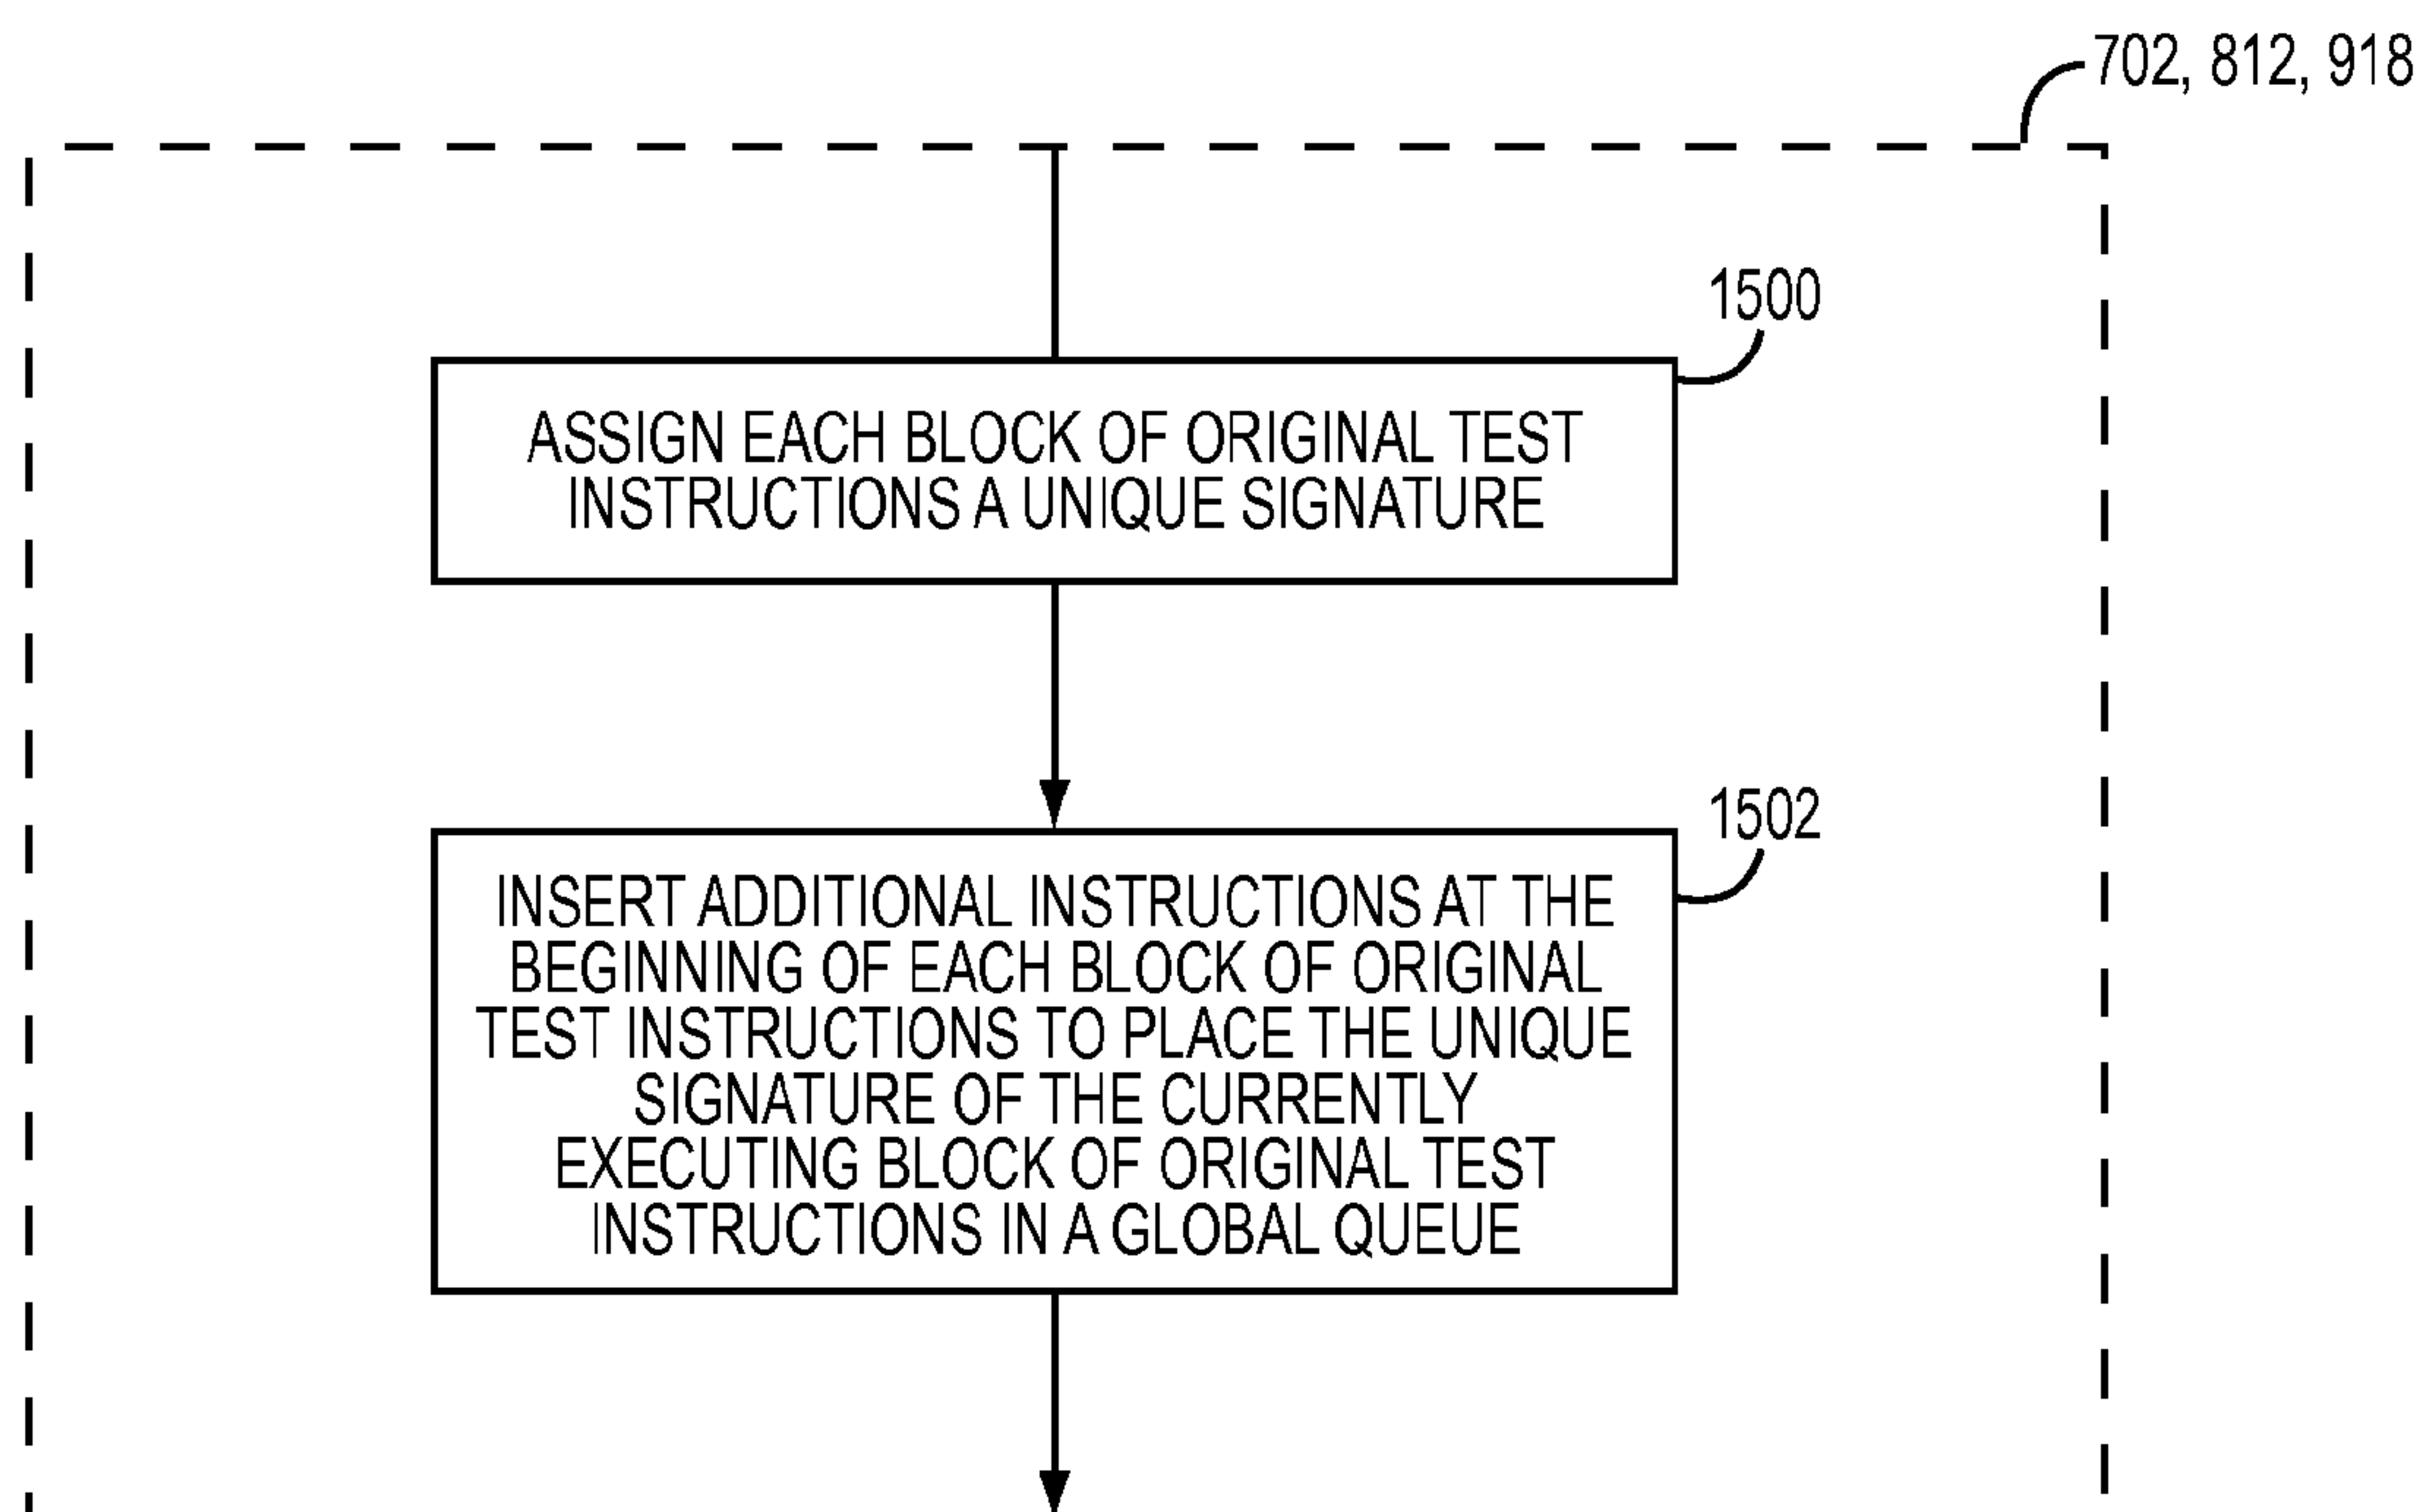 702, 812, 918
1500
ASSIGN EACH BLOCK OF ORIGINAL TEST
INSTRUCTIONS A UNIQUE SIGNATURE
1502
INSERT ADDITIONAL INSTRUCTIONS AT THE
BEGINNING OF EACH BLOCK OF ORIGINAL
TEST INSTRUCTIONS TO PLACE THE UNIQUE
SIGNATURE OF THE CURRENTLY
EXECUTING BLOCK OF ORIGINAL TEST
INSTRUCTIONS IN A GLOBAL QUEUE